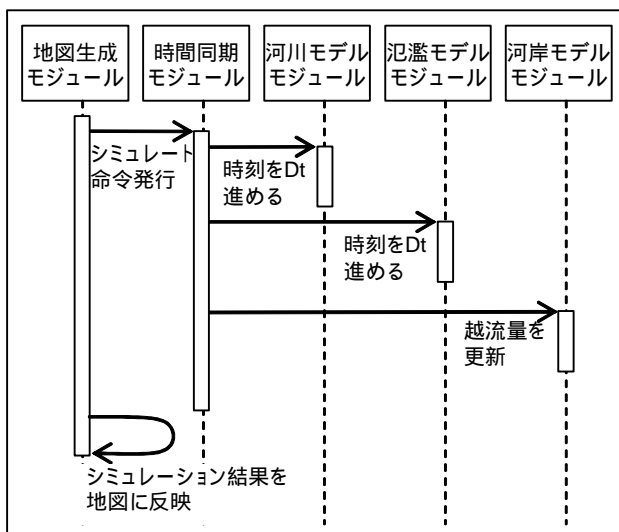 地図生成
モジュール
時間同期
モジュール
河川モデル
モジュール
氾濫モデル
モジュール
河岸モデル
モジュール
シミュレート
命令発行
時刻をDt
進める
時刻をDt
進める
越流量を
更新
シミュレーション結果を
地図に反映